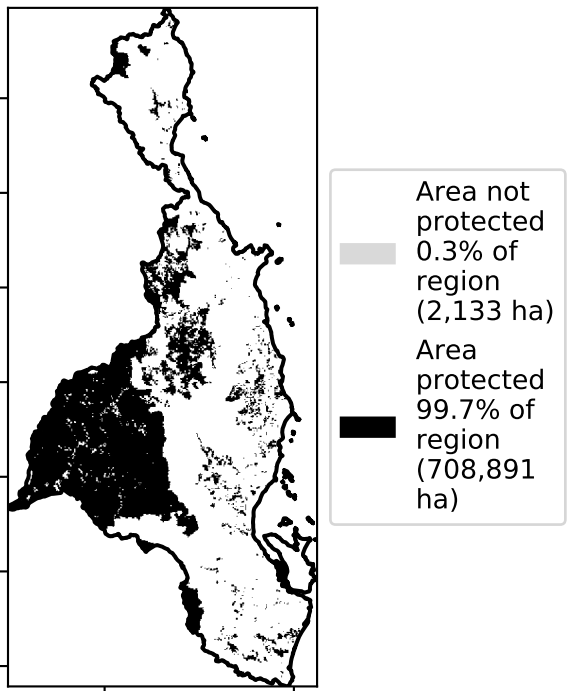 Area not
protected
0.3% of
region
(2,133 ha)
Area
protected
99.7% of
region
(708,891
ha)